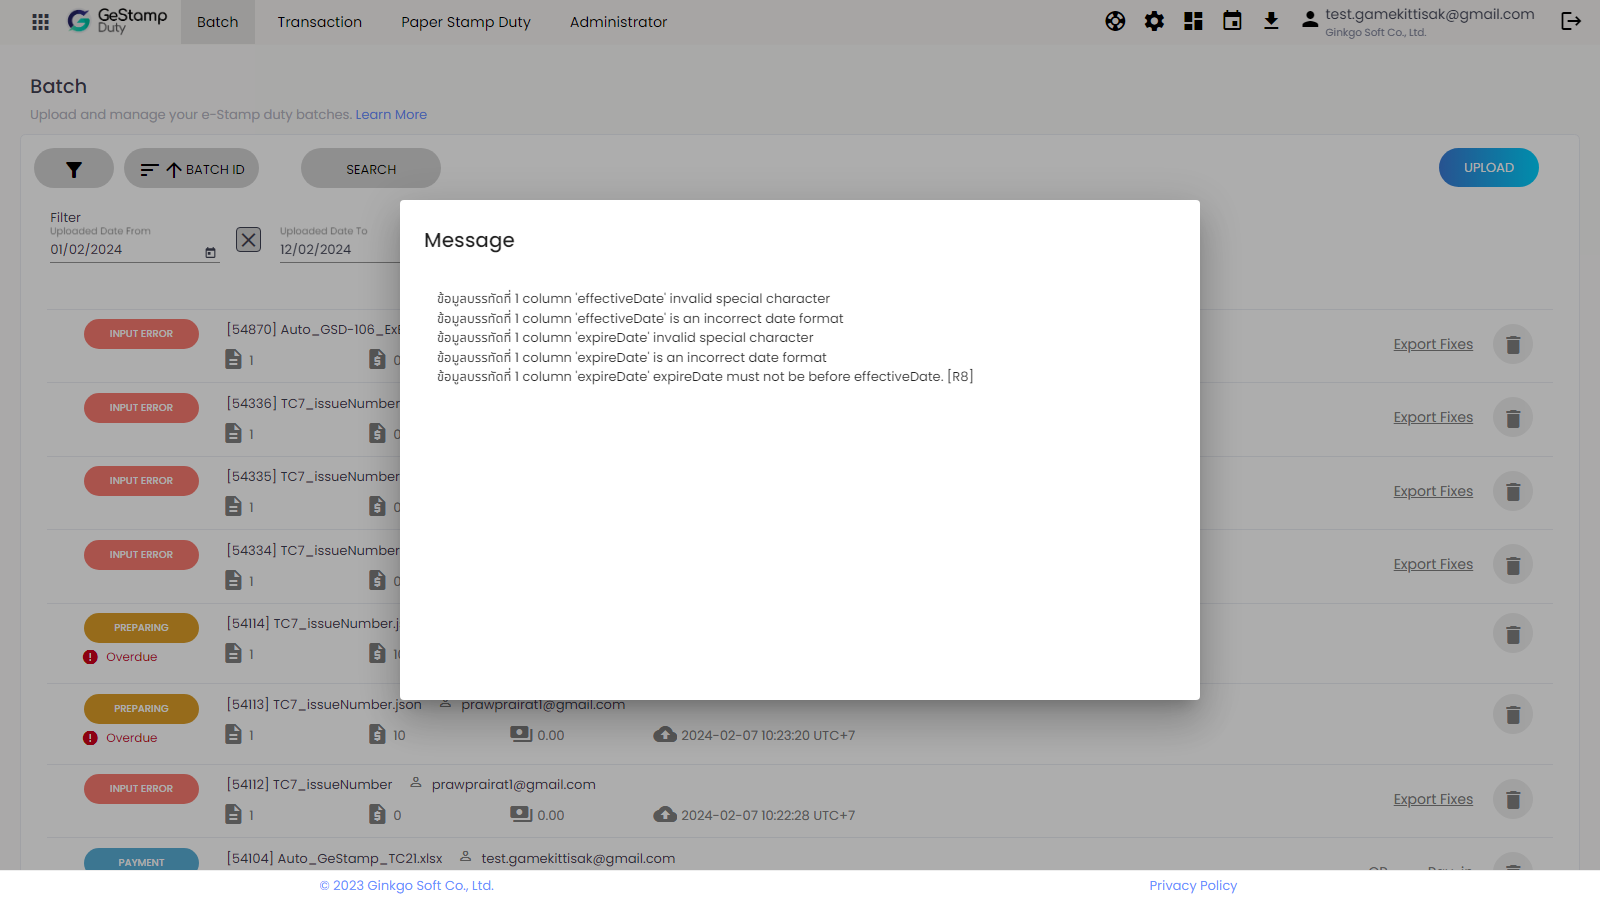 GeStamp
Duty
Batch
Transaction
Paper Stamp Duty
Administrator
test.gamekittisak@gmail.com
Ginkgo Soft Co., Ltd.
Batch
Upload and manage your e-Stamp duty batches. Learn More
BATCH ID
SEARCH
UPLOAD
Filter
Uploaded Date From
01/02/2024
Uploaded Date To
12/02/2024
Message
ข้อมูลบรรทัดที่ 1 column 'effectiveDate' invalid special character
ข้อมูลบรรทัดที่ 1 column 'effectiveDate' is an incorrect date format
ข้อมูลบรรทัดที่ 1 column 'expireDate' invalid special character
ข้อมูลบรรทัดที่ 1 column 'expireDate' is an incorrect date format
ข้อมูลบรรทัดที่ 1 column 'expireDate' expireDate must not be before effectiveDate. [R8]
INPUT ERROR
[54870] Auto_GSD-106_Ex
1
0
Export Fixes
INPUT ERROR
[54336] TC7_issueNumber
1
0
Export Fixes
INPUT ERROR
[54335] TC7_issueNumber
1
0
Export Fixes
INPUT ERROR
[54334] TC7_issueNumber
1
0
Export Fixes
PREPARING
Overdue
[54114] TC7_issueNumber.j
1
PREPARING
Overdue
[54113] TC7_issueNumber.json
prawprairat1@gmail.com
1
10
0.00
2024-02-07 10:23:20 UTC+7
INPUT ERROR
[54112] TC7_issueNumber
prawprairat1@gmail.com
1
0
0.00
2024-02-07 10:22:28 UTC+7
Export Fixes
PAYMENT
[54104] Auto_GeStamp_TC21.xlsx
test.gamekittisak@gmail.com
© 2023 Ginkgo Soft Co., Ltd.
Privacy Policy